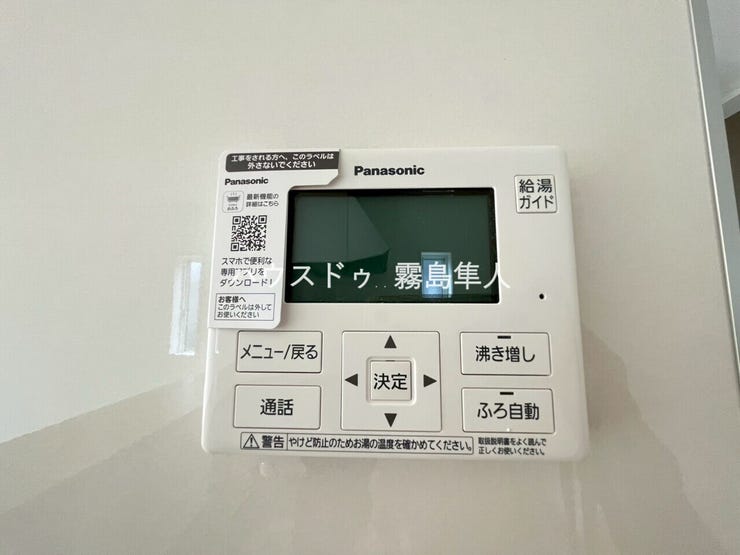 工事をされる方へ、このラベルは
外さないでください
Panasonic
最新機能の
詳細はこちら
スマホで便利な
専用アプリを
ダウンロード!
お客様へ
このラベルは外して
お使いください
Panasonic
給湯
ガイド
ハウスドゥ 霧島隼人
メニュー/戻る
沸き増し
決定
通話
ふろ自動
警告 やけど防止のためお湯の温度を確かめてください。
取扱説明書をよく読んで
正しくお使いください。